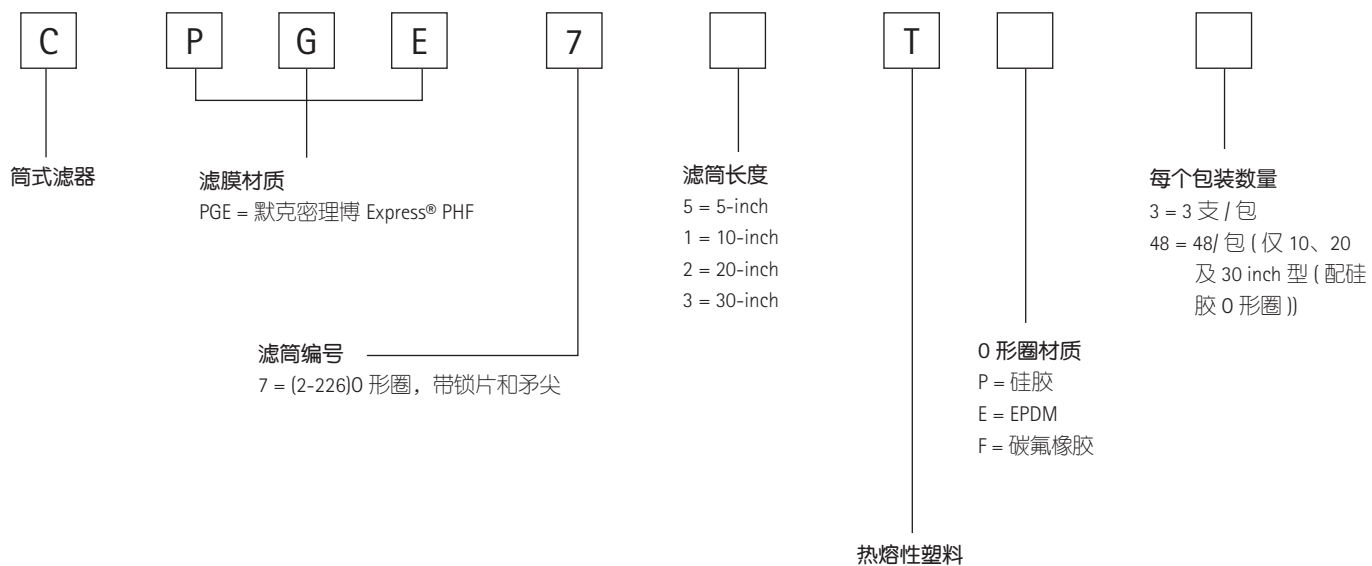 C P G E 7 T
筒式滤器
滤膜材质
PGE = 默克密理博 Express® PHF
滤筒编号
7 = (2-226)O 形圈，带锁片和矛尖
滤筒长度
5 = 5-inch
1 = 10-inch
2 = 20-inch
3 = 30-inch
热熔性塑料
O 形圈材质
P = 硅胶
E = EPDM
F = 碳氟橡胶
每个包装数量
3 = 3 支 / 包
48 = 48/ 包 ( 仅 10、20
及 30 inch 型 ( 配硅
胶 O 形圈 ))